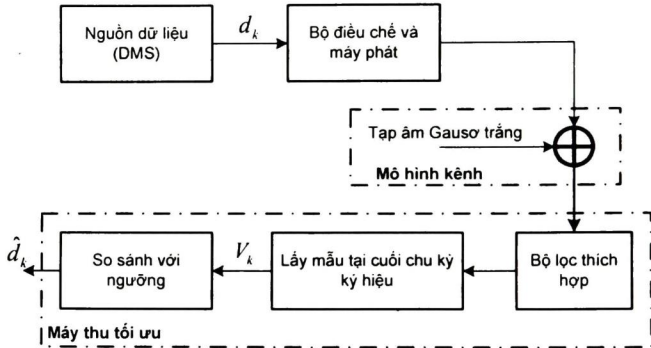 Nguồn dữ liệu
(DMS)
d_k
Bộ điều chế và
máy phát
Tạp âm Gausơ trắng
Mô hình kênh
d̂_k
So sánh với
ngưỡng
V_k
Lấy mẫu tại cuối chu kỳ
ký hiệu
Bộ lọc thích
hợp
Máy thu tối ưu